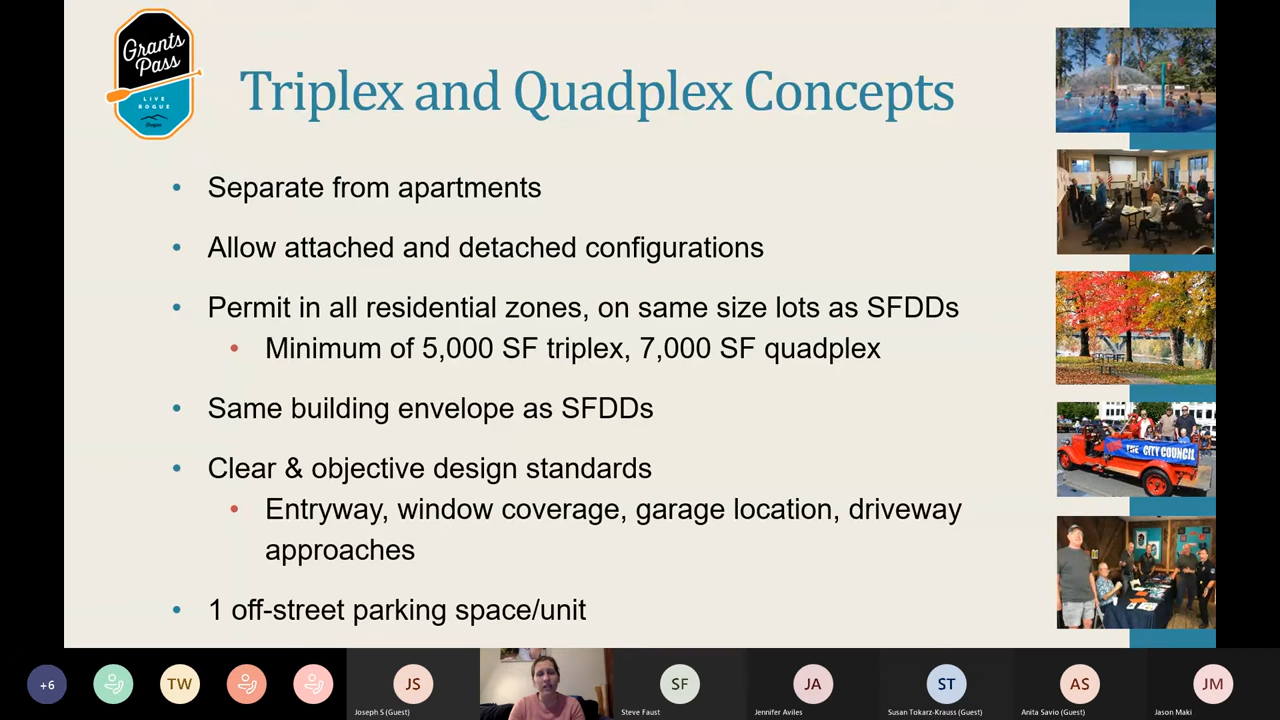 Grants
Pass
LIVE
ROGUE
Oregon
Triplex and Quadplex Concepts
• Separate from apartments
• Allow attached and detached configurations
• Permit in all residential zones, on same size lots as SFDDs
• Minimum of 5,000 SF triplex, 7,000 SF quadplex
• Same building envelope as SFDDs
• Clear & objective design standards
• Entryway, window coverage, garage location, driveway
approaches
• 1 off-street parking space/unit
THE CITY COUNCIL
+6
TW
JS
SF
JA
ST
AS
JM
Joseph S (Guest)
Steve Faust
Jennifer Aviles
Susan Tokarz-Krauss (Guest)
Anita Savio (Guest)
Jason Maki